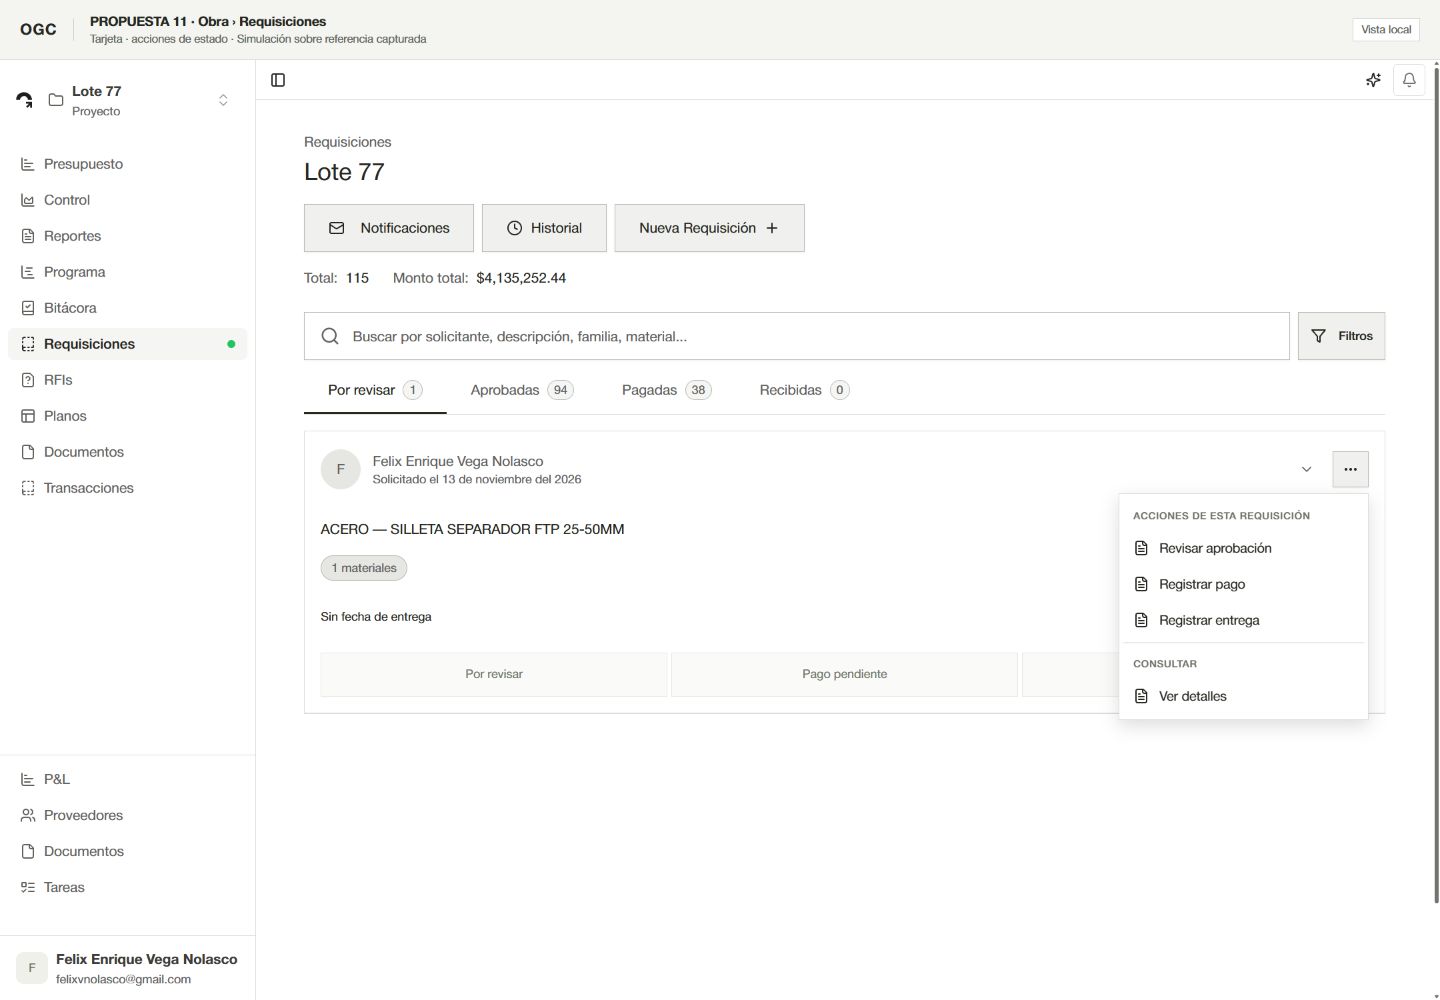 OGC
PROPUESTA 11 · Obra › Requisiciones
Tarjeta · acciones de estado · Simulación sobre referencia capturada
Vista local
Lote 77
Proyecto
Presupuesto
Control
Reportes
Programa
Bitácora
Requisiciones
RFIs
Planos
Documentos
Transacciones
P&L
Proveedores
Documentos
Tareas
F
Felix Enrique Vega Nolasco
felixvnolasco@gmail.com
Requisiciones
Lote 77
Notificaciones
Historial
Nueva Requisición +
Total: 115 Monto total: $4,135,252.44
Buscar por solicitante, descripción, familia, material...
Filtros
Por revisar 1 Aprobadas 94 Pagadas 38 Recibidas 0
F
Felix Enrique Vega Nolasco
Solicitado el 13 de noviembre del 2026
ACERO — SILLETA SEPARADOR FTP 25-50MM
1 materiales
Sin fecha de entrega
Por revisar
Pago pendiente
ACCIONES DE ESTA REQUISICIÓN
Revisar aprobación
Registrar pago
Registrar entrega
CONSULTAR
Ver detalles